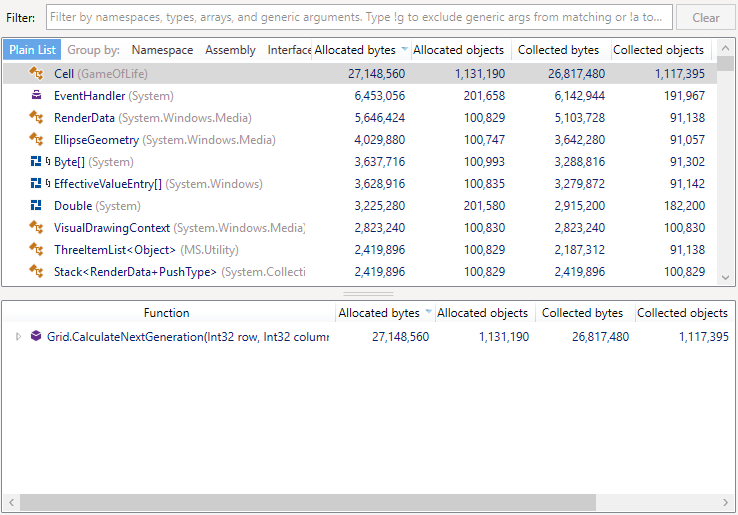 Filter: Filter by namespaces, types, arrays, and generic arguments. Type !g to exclude generic args from matching or !a to... Clear
Plain List Group by: Namespace Assembly Interface Allocated bytes Allocated objects Collected bytes Collected objects
Cell (GameOfLife) 27,148,560 1,131,190 26,817,480 1,117,395
EventHandler (System) 6,453,056 201,658 6,142,944 191,967
RenderData (System.Windows.Media) 5,646,424 100,829 5,103,728 91,138
EllipseGeometry (System.Windows.Media) 4,029,880 100,747 3,642,280 91,057
Byte[] (System) 3,637,716 100,993 3,288,816 91,302
EffectiveValueEntry[] (System.Windows) 3,628,916 100,835 3,279,872 91,142
Double (System) 3,225,280 201,580 2,915,200 182,200
VisualDrawingContext (System.Windows.Media) 2,823,240 100,830 2,823,240 100,830
ThreeItemList<Object> (MS.Utility) 2,419,896 100,829 2,187,312 91,138
Stack<RenderData+PushType> (System.Collecti 2,419,896 100,829 2,419,896 100,829
Function Allocated bytes Allocated objects Collected bytes Collected objects
Grid.CalculateNextGeneration(Int32 row, Int32 column 27,148,560 1,131,190 26,817,480 1,117,395